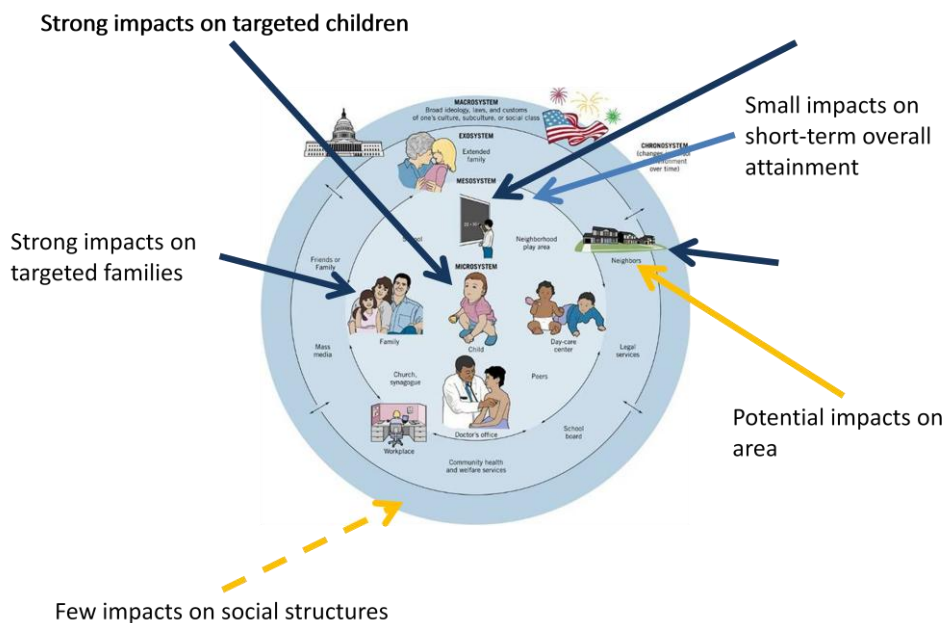 Strong impacts on targeted children
MACROSYSTEM
Broad ideology, laws, and customs
of one's culture, subculture, or social class
EXOSYSTEM
Extended
family
CHRONOSYSTEM
(changes
over time)
Small impacts on
short-term overall
attainment
MESOSYSTEM
Strong impacts on
targeted families
Friends or
Family
Neighborhood
play area
Neighbors
MICROSYSTEM
Family
Child
Day-care
center
Mass
media
Legal
services
Church,
synagogue
Peers
Doctor's office
Workplace
School
board
Community health
and welfare services
Potential impacts on
area
Few impacts on social structures